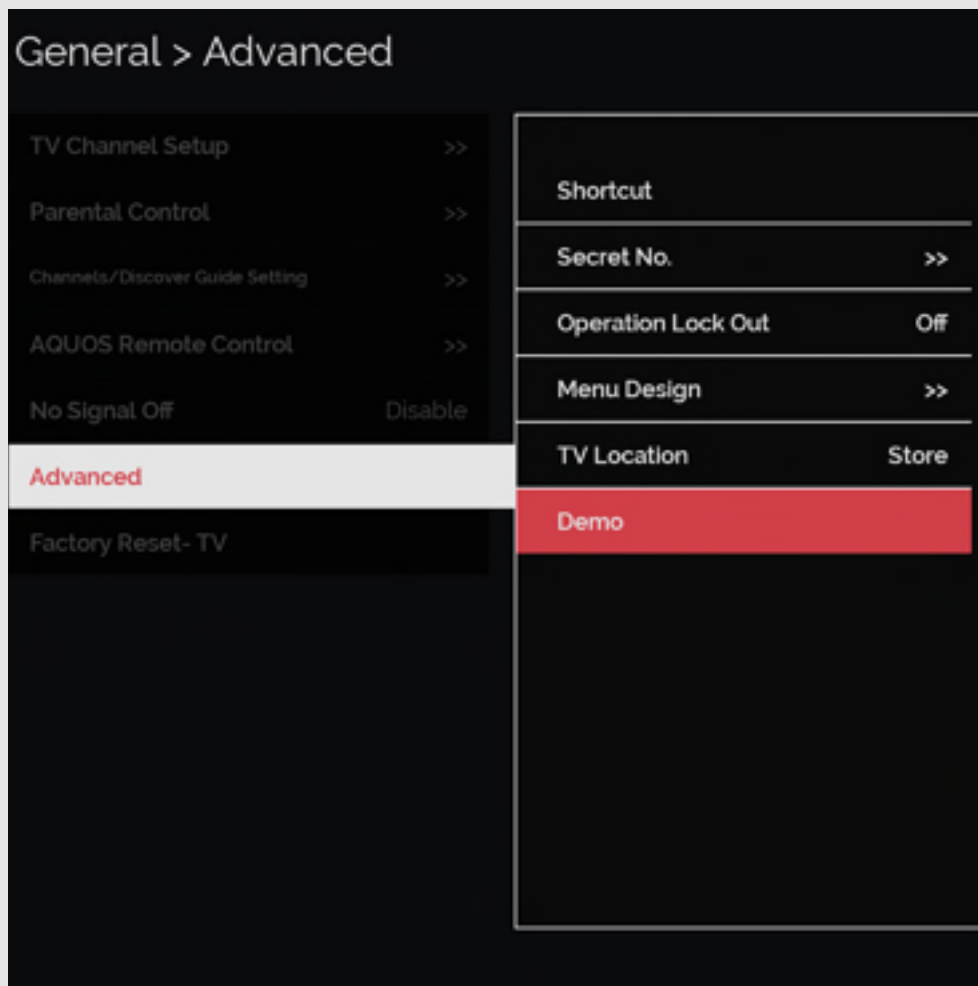 General > Advanced
TV Channel Setup >>
Parental Control >>
Channels/Discover Guide Setting >>
AQUOS Remote Control >>
No Signal Off Disable
Advanced
Factory Reset- TV
Shortcut
Secret No. >>
Operation Lock Out Off
Menu Design >>
TV Location Store
Demo